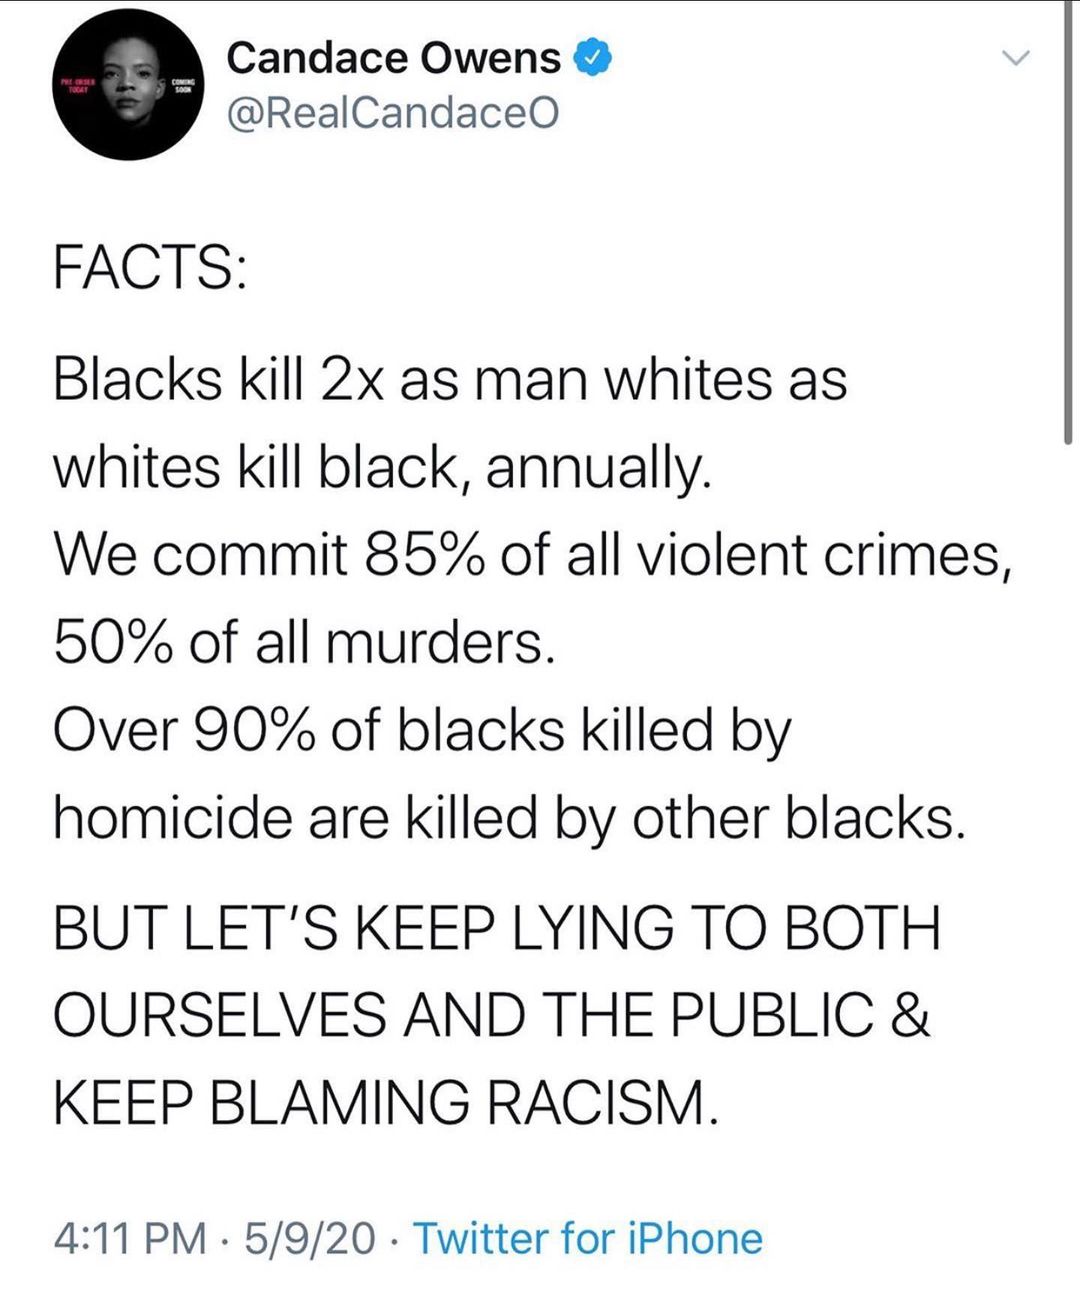 Candace Owens
@RealCandaceO
PRE-ORDER
TODAY
COMING
SOON
FACTS:
Blacks kill 2x as man whites as
whites kill black, annually.
We commit 85% of all violent crimes,
50% of all murders.
Over 90% of blacks killed by
homicide are killed by other blacks.
BUT LET’S KEEP LYING TO BOTH
OURSELVES AND THE PUBLIC &
KEEP BLAMING RACISM.
4:11 PM · 5/9/20 · Twitter for iPhone